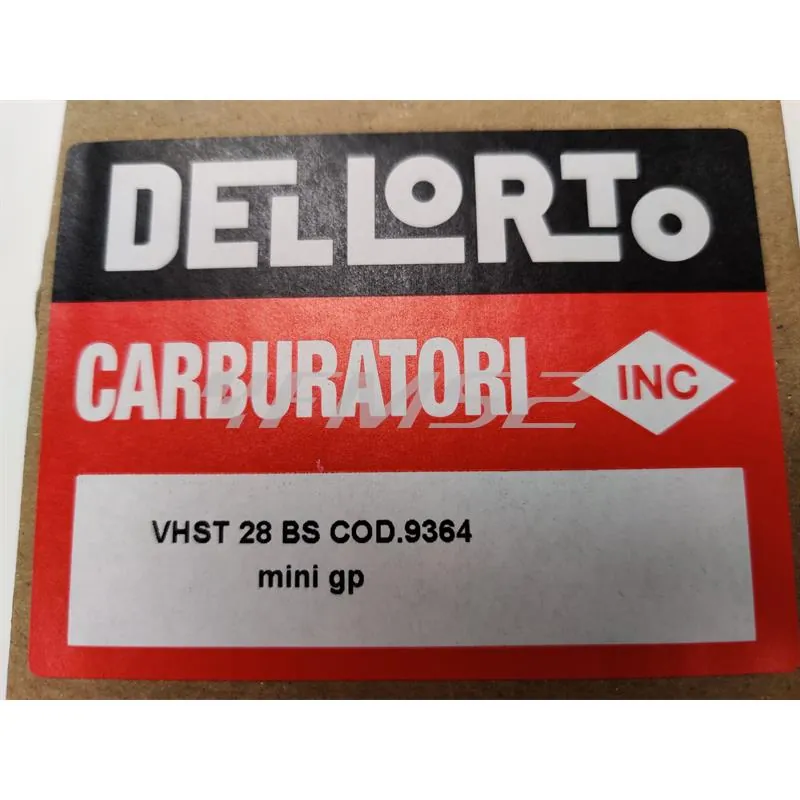 DELLORTO
CARBURATORI INC
VHST 28 BS COD.9364
mini gp